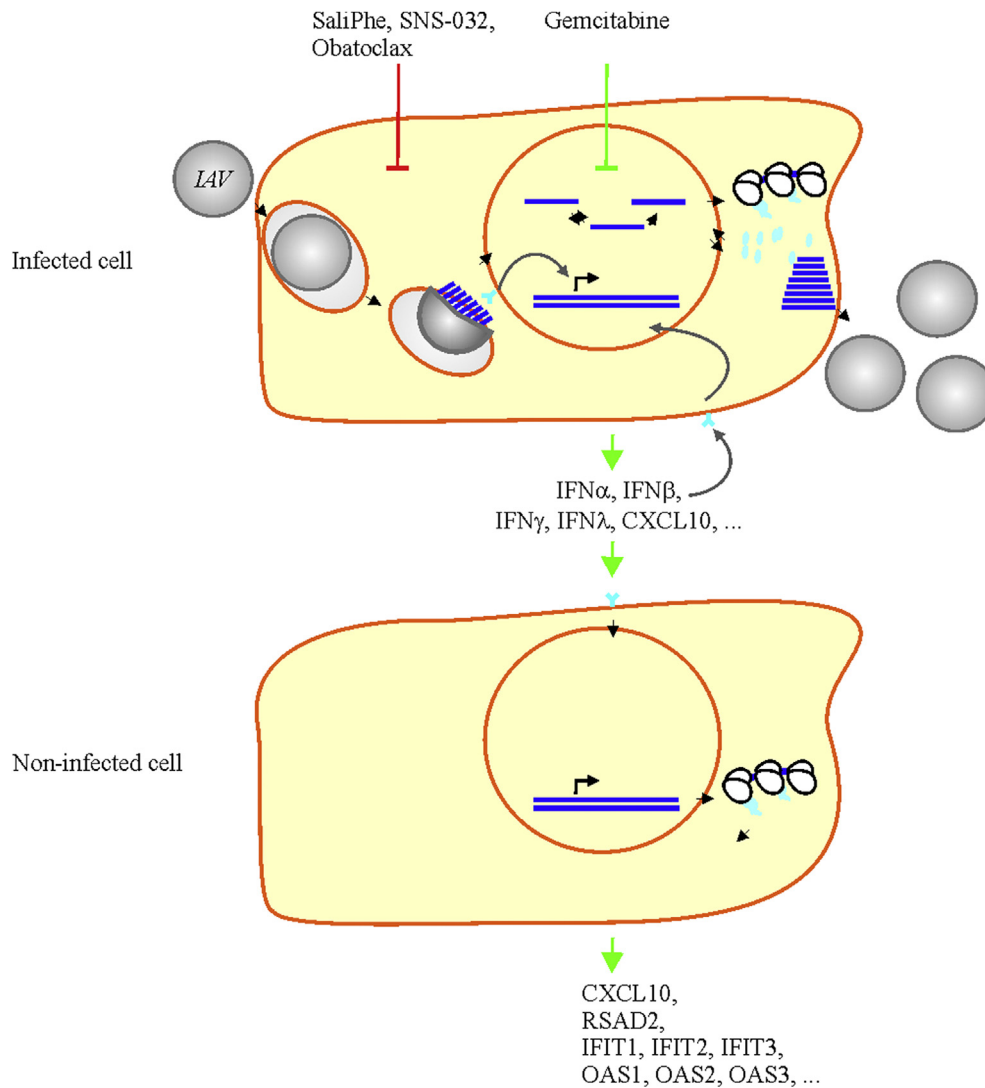 SaliPhe, SNS-032,
Obatoclax
Gemcitabine
IAV
Infected cell
IFNα, IFNβ,
IFNγ, IFNλ, CXCL10, ...
Non-infected cell
CXCL10,
RSAD2,
IFIT1, IFIT2, IFIT3,
OAS1, OAS2, OAS3, ...